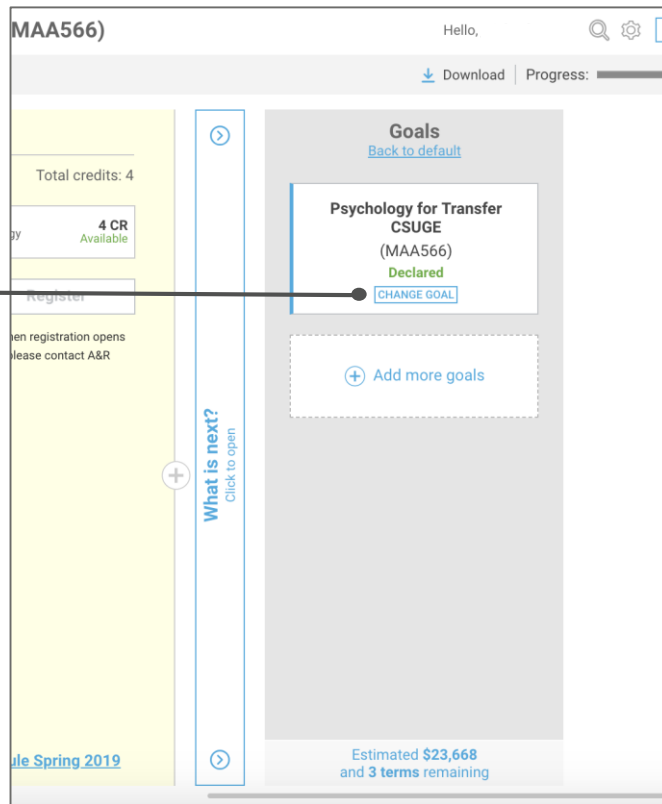 MAA566)
Hello,
Download
Progress:
Total credits: 4
gy
4 CR
Available
Register
hen registration opens
please contact A&R
ule Spring 2019
What is next?
Click to open
Goals
Back to default
Psychology for Transfer
CSUGE
(MAA566)
Declared
CHANGE GOAL
Add more goals
Estimated $23,668
and 3 terms remaining